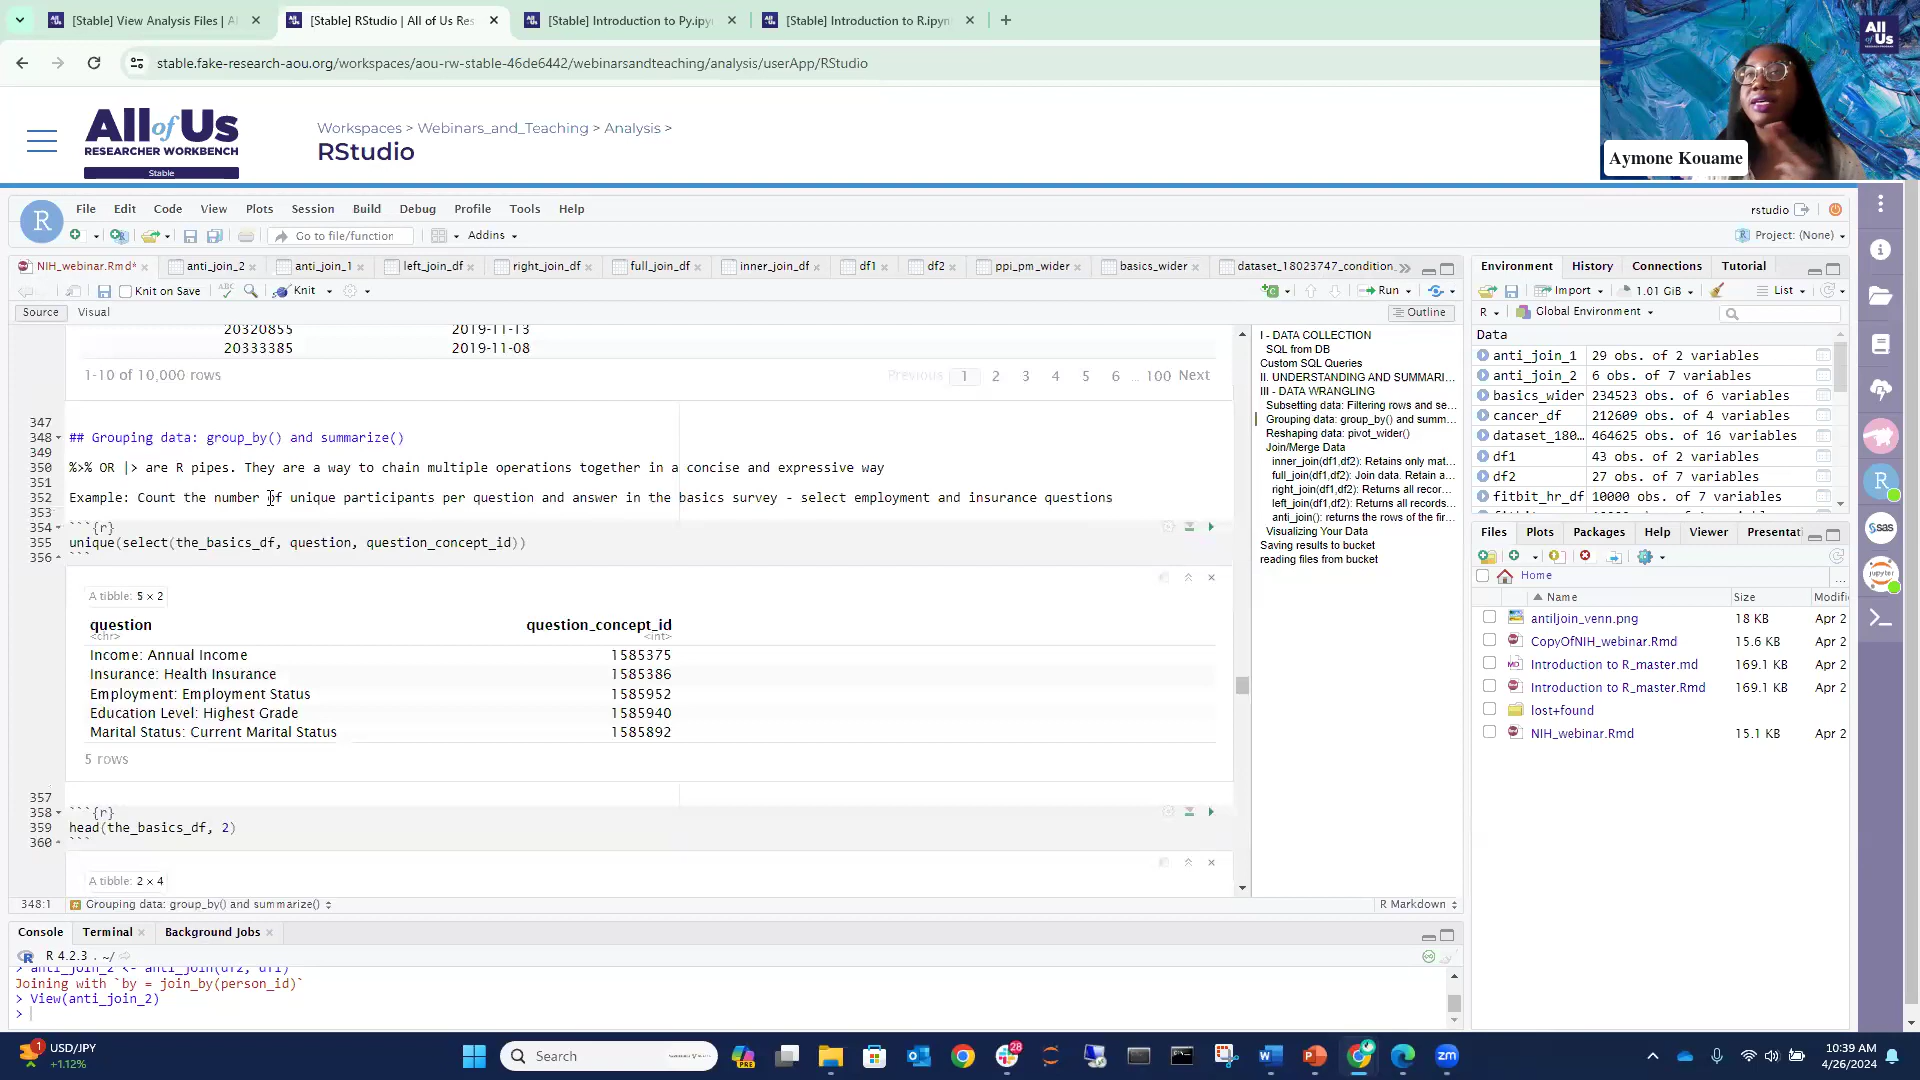 [Stable] View Analysis Files | A
[Stable] RStudio | All of Us Res
[Stable] Introduction to Py.ipy
[Stable] Introduction to R.ipyn
stable.fake-research-aou.org/workspaces/aou-rw-stable-46de6442/webinarsandteaching/analysis/userApp/RStudio
All of Us
Aymone Kouame
All of Us
RESEARCHER WORKBENCH
Stable
Workspaces > Webinars_and_Teaching > Analysis >
RStudio
R File Edit Code View Plots Session Build Debug Profile Tools Help
rstudio
Go to file/function Addins
Project: (None)
NIH_webinar.Rmd* anti_join_2 anti_join_1 left_join_df right_join_df full_join_df inner_join_df df1 df2 ppi_pm_wider basics_wider dataset_18023747_condition_
Knit on Save ABC Knit Run
Source Visual Outline
20320855 2019-11-13
20333385 2019-11-08
1-10 of 10,000 rows Previous 1 2 3 4 5 6 ... 100 Next
347
348 ## Grouping data: group_by() and summarize()
349
350 %>% OR |> are R pipes. They are a way to chain multiple operations together in a concise and expressive way
351
352 Example: Count the number of unique participants per question and answer in the basics survey - select employment and insurance questions
353
354 ```{r}
355 unique(select(the_basics_df, question, question_concept_id))
356 ```
A tibble: 5 × 2
question question_concept_id
<chr> <int>
Income: Annual Income 1585375
Insurance: Health Insurance 1585386
Employment: Employment Status 1585952
Education Level: Highest Grade 1585940
Marital Status: Current Marital Status 1585892
5 rows
357
358 ```{r}
359 head(the_basics_df, 2)
360 ```
A tibble: 2 × 4
348:1 Grouping data: group_by() and summarize() R Markdown
I - DATA COLLECTION
SQL from DB
Custom SQL Queries
II. UNDERSTANDING AND SUMMARI...
III - DATA WRANGLING
Subsetting data: Filtering rows and se...
Grouping data: group_by() and summ...
Reshaping data: pivot_wider()
Join/Merge Data
inner_join(df1,df2): Retains only mat...
full_join(df1,df2): Join data. Retain a...
right_join(df1,df2): Returns all recor...
left_join(df1,df2): Returns all records...
anti_join(): returns the rows of the fir...
Visualizing Your Data
Saving results to bucket
reading files from bucket
Console Terminal Background Jobs
R 4.2.3 . ~/
> anti_join_2 <- anti_join(df2, df1)
Joining with `by = join_by(person_id)`
> View(anti_join_2)
>
Environment History Connections Tutorial
Import 1.01 GiB List
R Global Environment
Data
anti_join_1 29 obs. of 2 variables
anti_join_2 6 obs. of 7 variables
basics_wider 234523 obs. of 6 variables
cancer_df 212609 obs. of 4 variables
dataset_180... 464625 obs. of 16 variables
df1 43 obs. of 2 variables
df2 27 obs. of 7 variables
fitbit_hr_df 10000 obs. of 7 variables
Files Plots Packages Help Viewer Presentati
Home ...
Name Size Modifi
antiljoin_venn.png 18 KB Apr 2
CopyOfNIH_webinar.Rmd 15.6 KB Apr 2
Introduction to R_master.md 169.1 KB Apr 2
Introduction to R_master.Rmd 169.1 KB Apr 2
lost+found
NIH_webinar.Rmd 15.1 KB Apr 2
R
sas
jupyter
1 USD/JPY
+1.12%
Search
PRE
28
zm
10:39 AM
4/26/2024